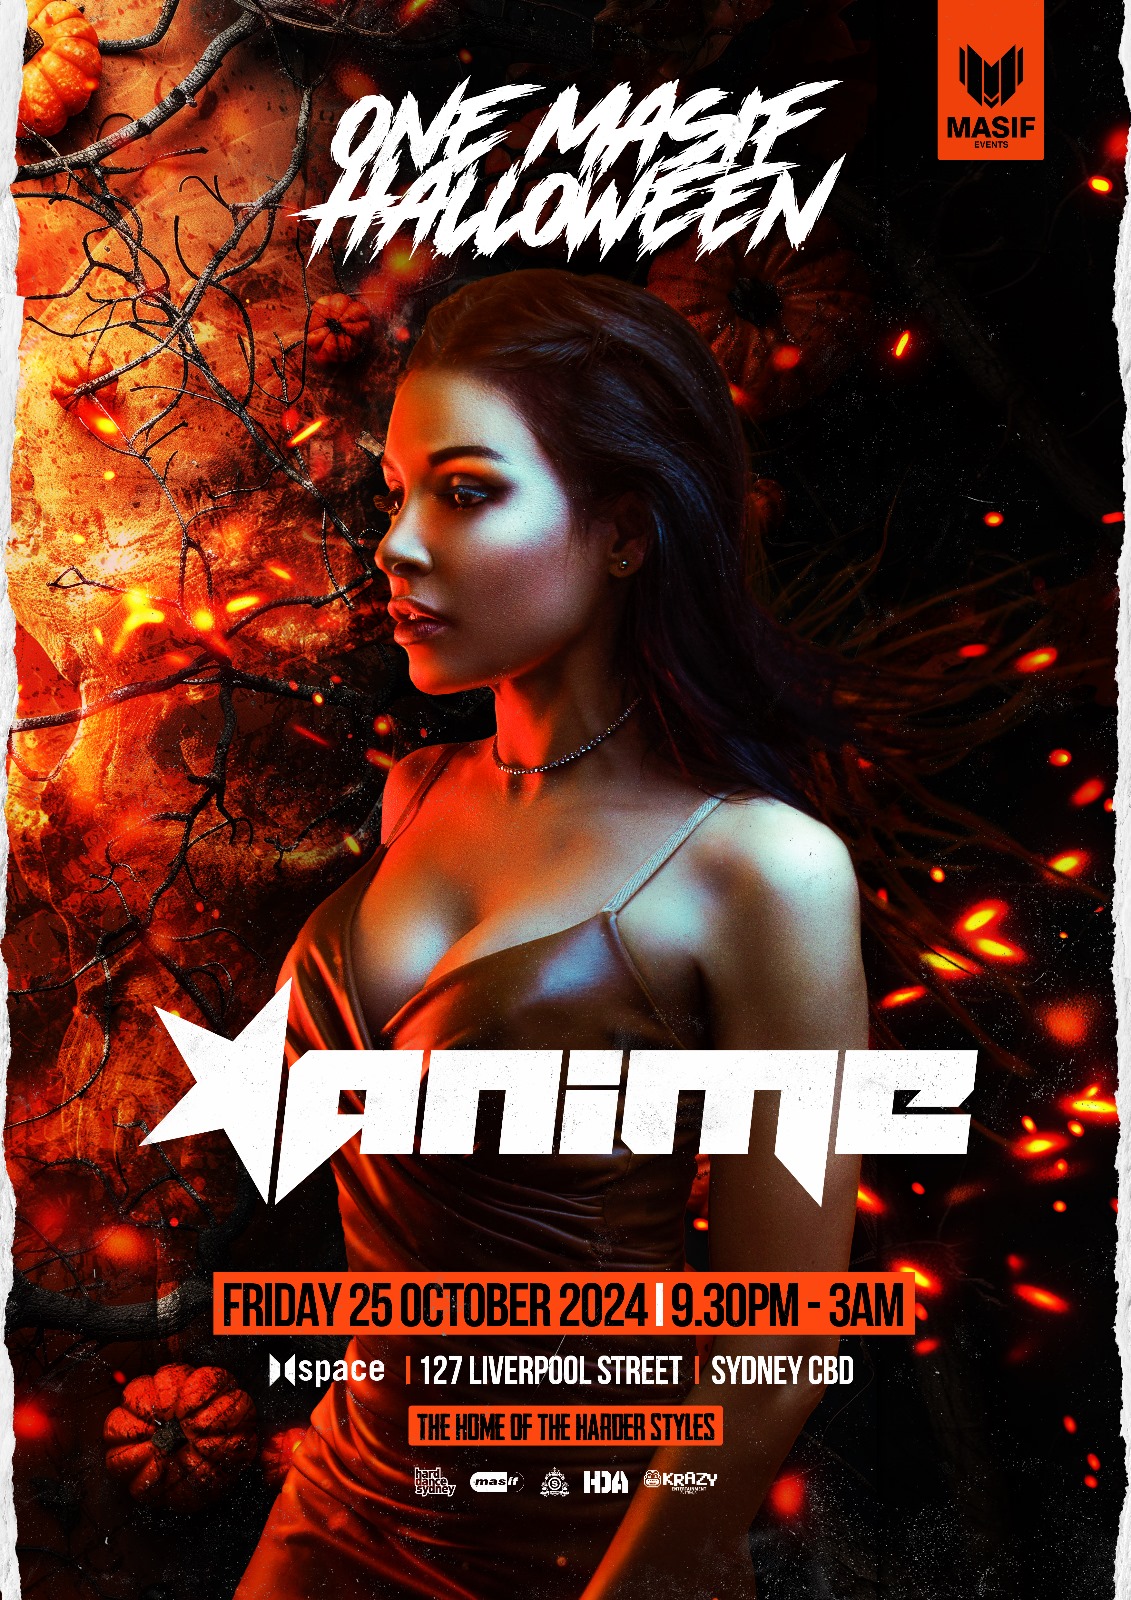 MASIF
EVENTS
ONE MASIF
HALLOWEEN
anime
FRIDAY 25 OCTOBER 2024 | 9.30PM - 3AM
space | 127 LIVERPOOL STREET | SYDNEY CBD
THE HOME OF THE HARDER STYLES
hard
dance
sydney
masif
HDA
KRAZY
ENTERTAINMENT